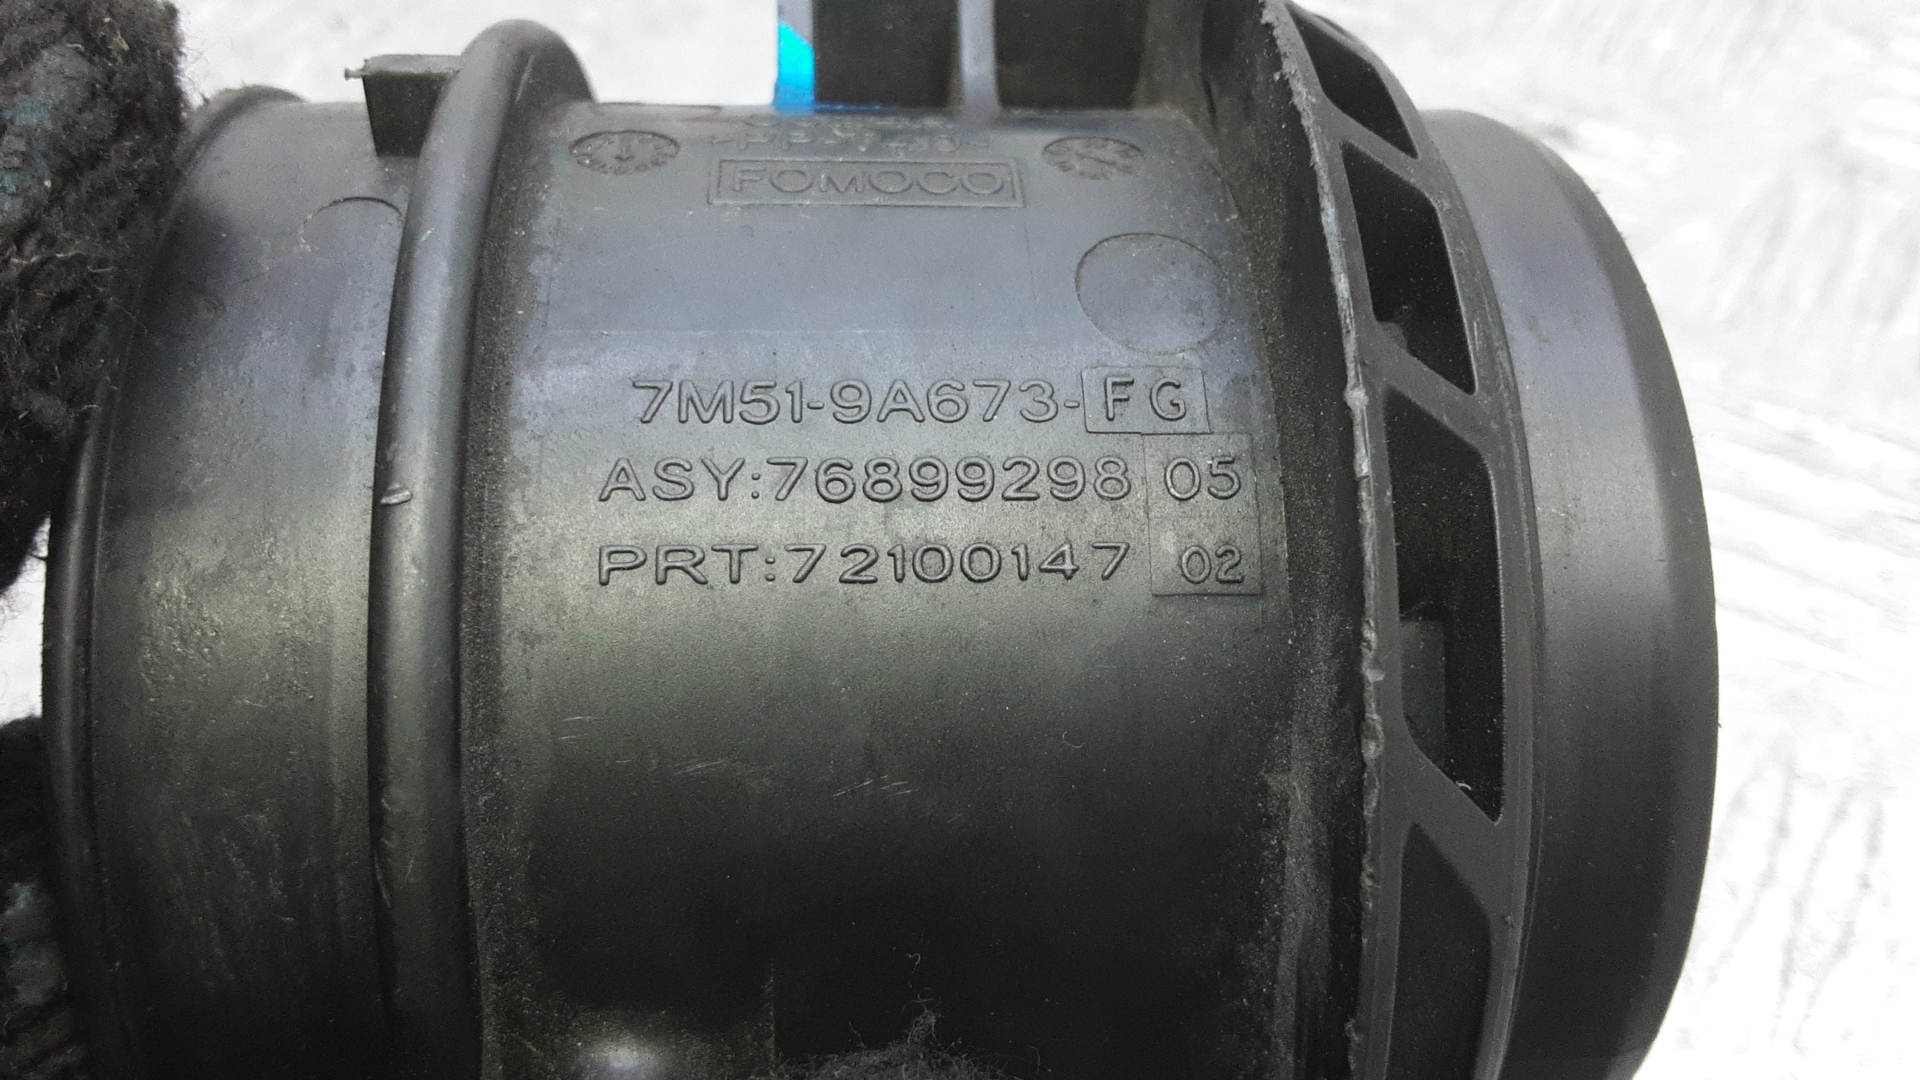 FOMOCO
7M51-9A673-FG
ASY:76899298 05
PRT:72100147 02